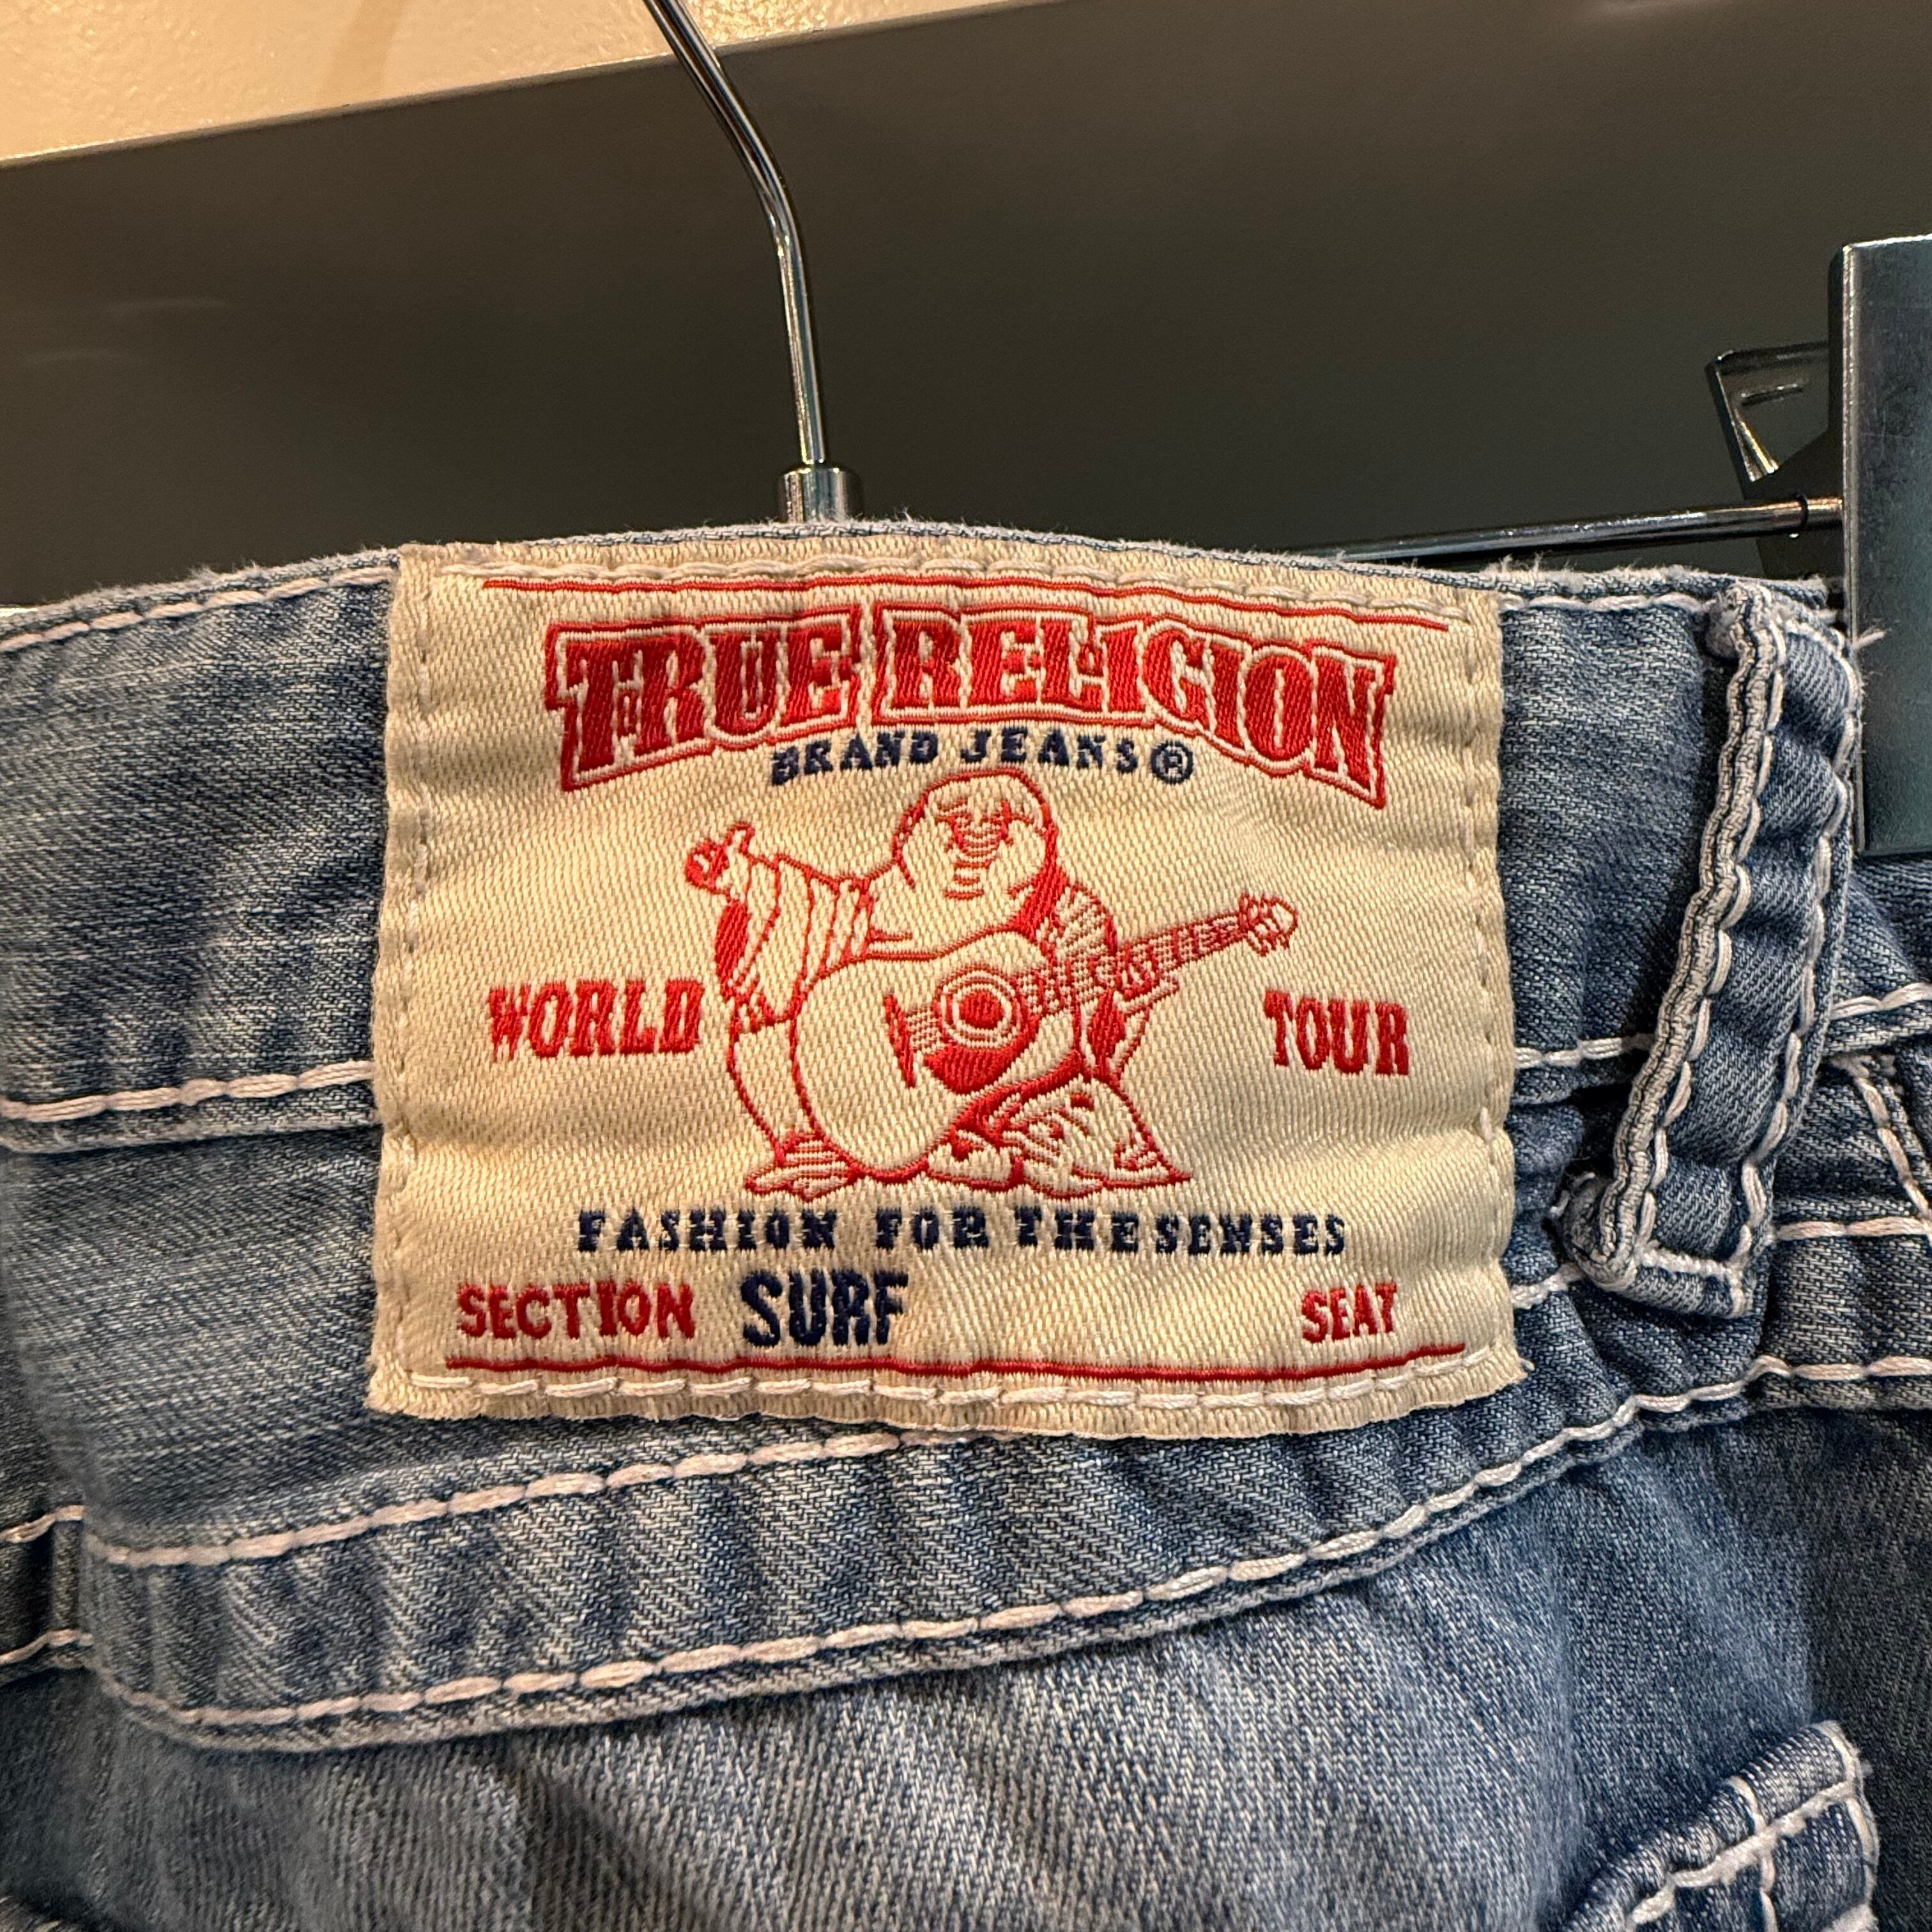 TRUE RELIGION
BRAND JEANS®
WORLD TOUR
FASHION FOR THE SENSES
SECTION SURF SEAT